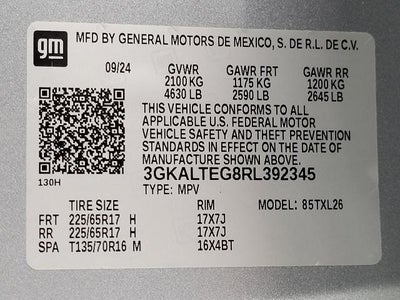 gm
MFD BY GENERAL MOTORS DE MEXICO, S. DE R.L. DE C.V.
09/24 GVWR GAWR FRT GAWR RR
2100 KG 1175 KG 1200 KG
4630 LB 2590 LB 2645 LB
THIS VEHICLE CONFORMS TO ALL
APPLICABLE U.S. FEDERAL MOTOR
VEHICLE SAFETY AND THEFT PREVENTION
STANDARDS IN EFFECT ON THE DATE OF
MANUFACTURE SHOWN ABOVE.
130H
3GKALTEG8RL392345
TYPE: MPV
TIRE SIZE RIM MODEL: 85TXL26
FRT 225/65R17 H 17X7J
RR 225/65R17 H 17X7J
SPA T135/70R16 M 16X4BT